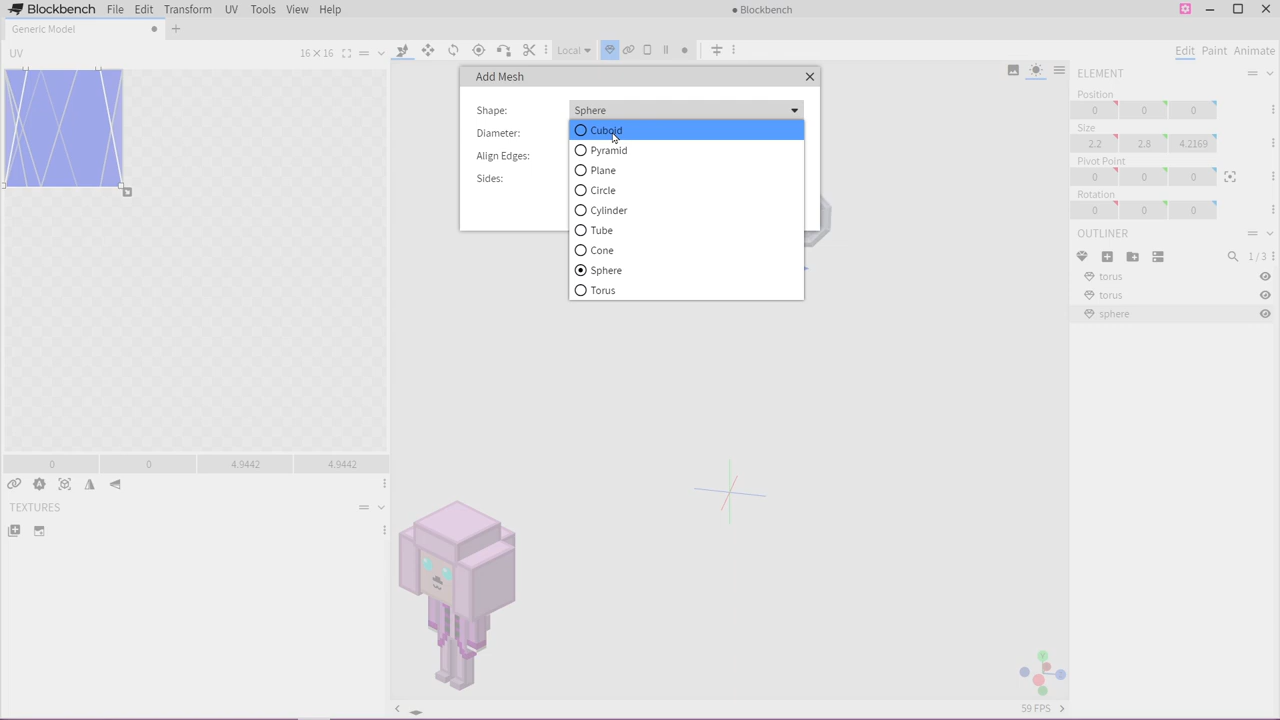 Blockbench File Edit Transform UV Tools View Help
Blockbench
Generic Model
UV
16 × 16
Local
Edit Paint Animate
Add Mesh
Shape:
Sphere
Diameter:
Align Edges:
Sides:
Cuboid
Pyramid
Plane
Circle
Cylinder
Tube
Cone
Sphere
Torus
ELEMENT
Position
0 0 0
Size
2.2 2.8 4.2169
Pivot Point
0 0 0
Rotation
0 0 0
OUTLINER
1 / 3
torus
torus
sphere
0 0 4.9442 4.9442
TEXTURES
59 FPS